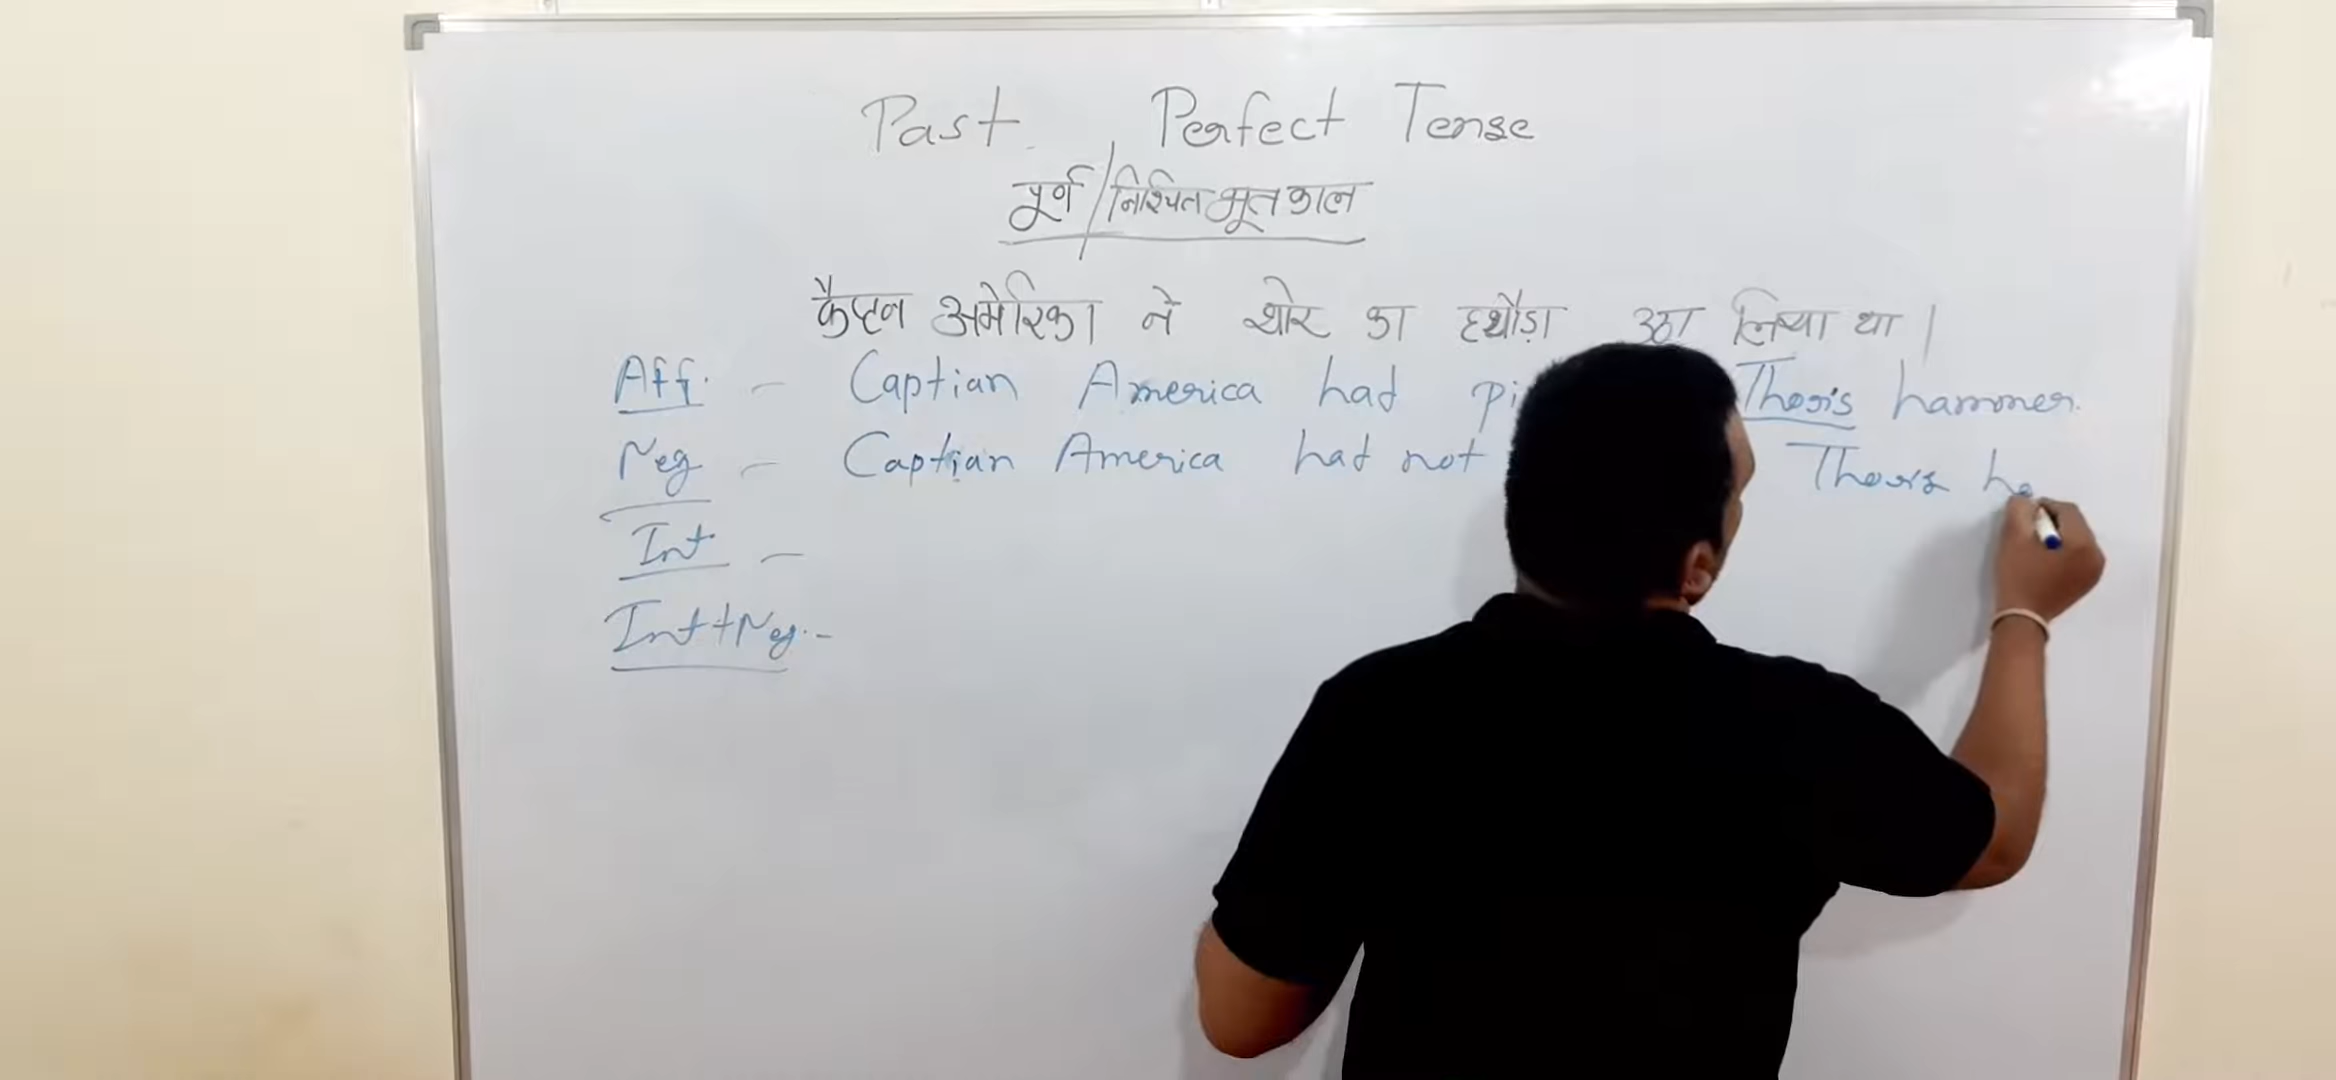 Past Perfect Tense
पूर्ण/निश्चित भूतकाल
कैप्टन अमेरिका ने थोर का हथौड़ा उठा लिया था।
Aff. - Captian America had Thor's hammer.
Neg - Captian America had not Thor's
Int -
Int+Neg. -